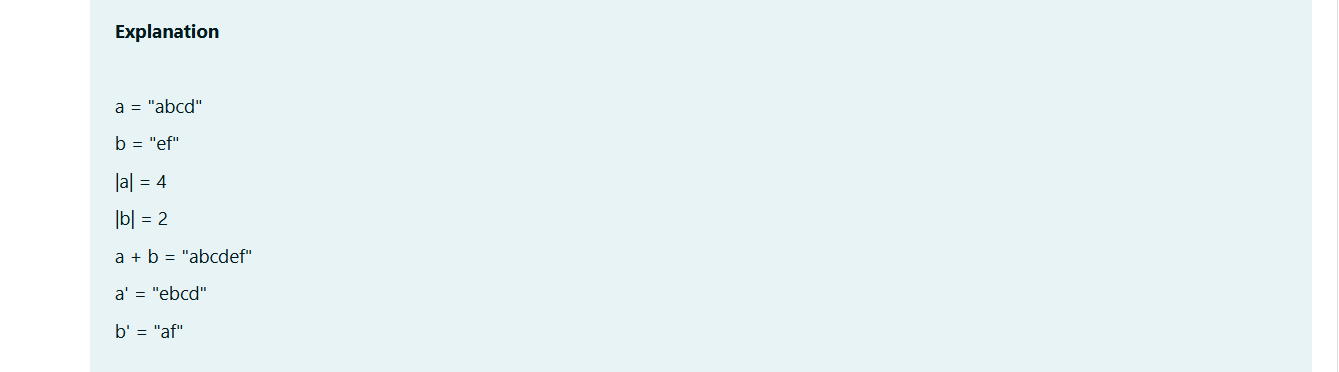 Explanation
a = "abcd"
b = "ef"
|a| = 4
|b| = 2
a + b = "abcdef"
a' = "ebcd"
b' = "af"